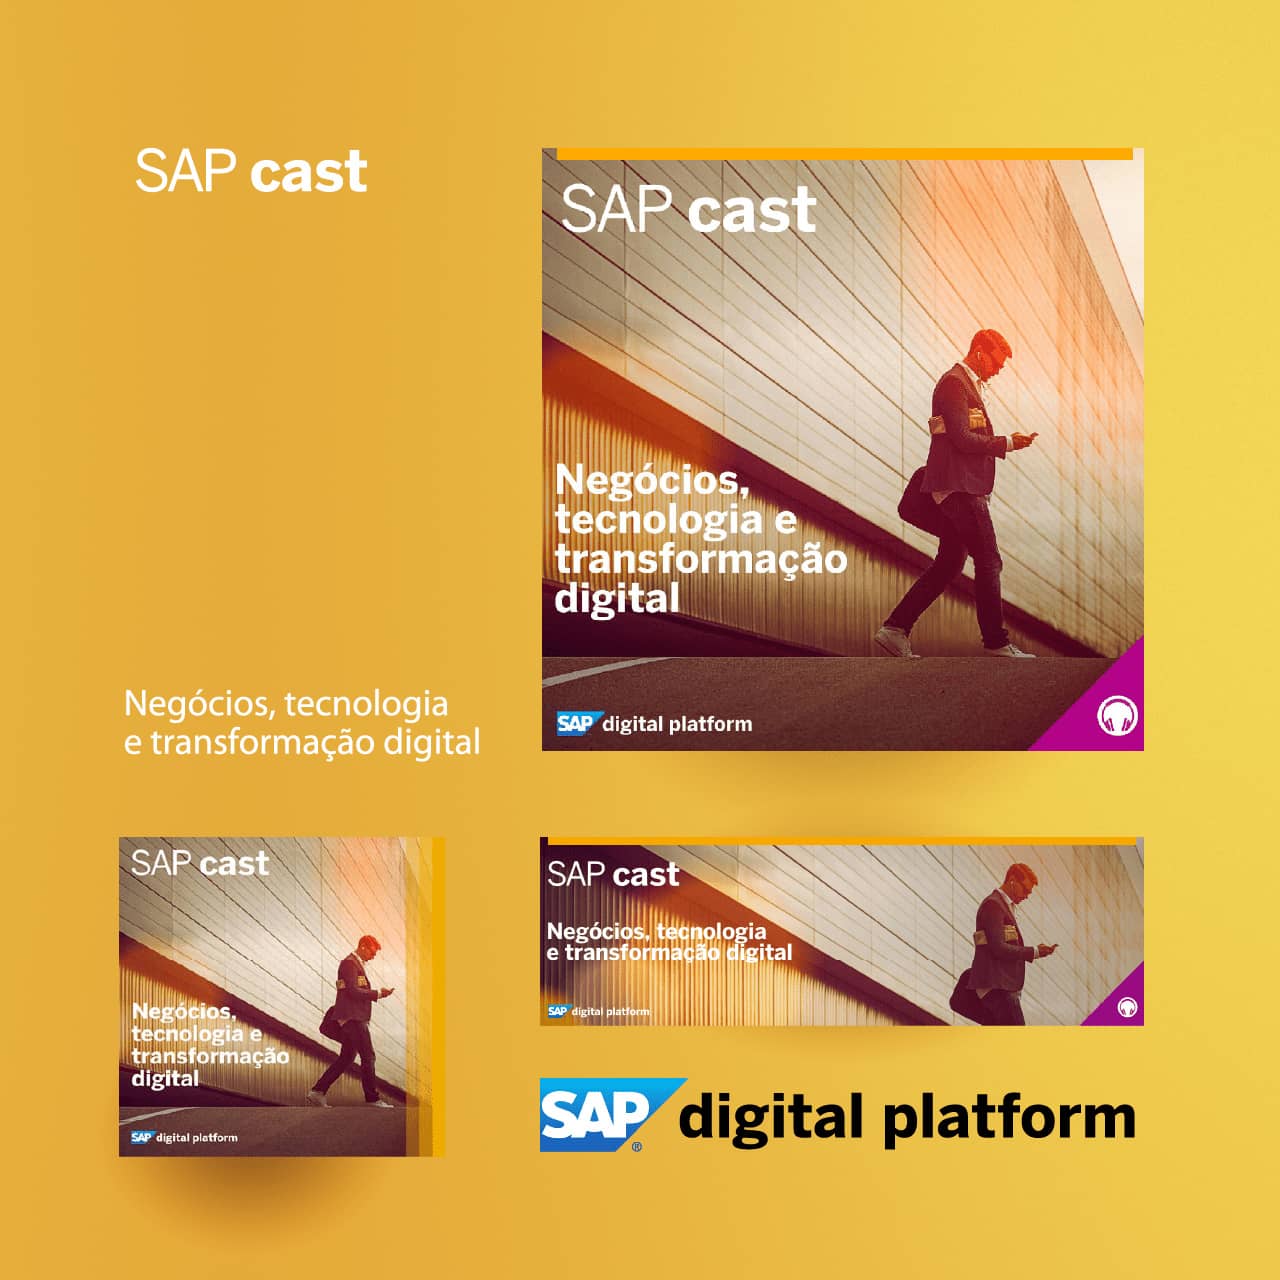 SAP cast
SAP cast
Negócios,
tecnologia e
transformação
digital
SAP digital platform
Negócios, tecnologia
e transformação digital
SAP cast
Negócios,
tecnologia e
transformação
digital
SAP digital platform
SAP cast
Negócios, tecnologia
e transformação digital
SAP digital platform
SAP® digital platform